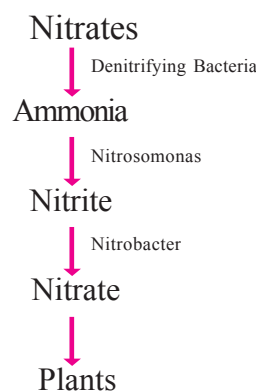 Nitrates
Denitrifying Bacteria
Ammonia
Nitrosomonas
Nitrite
Nitrobacter
Nitrate
Plants